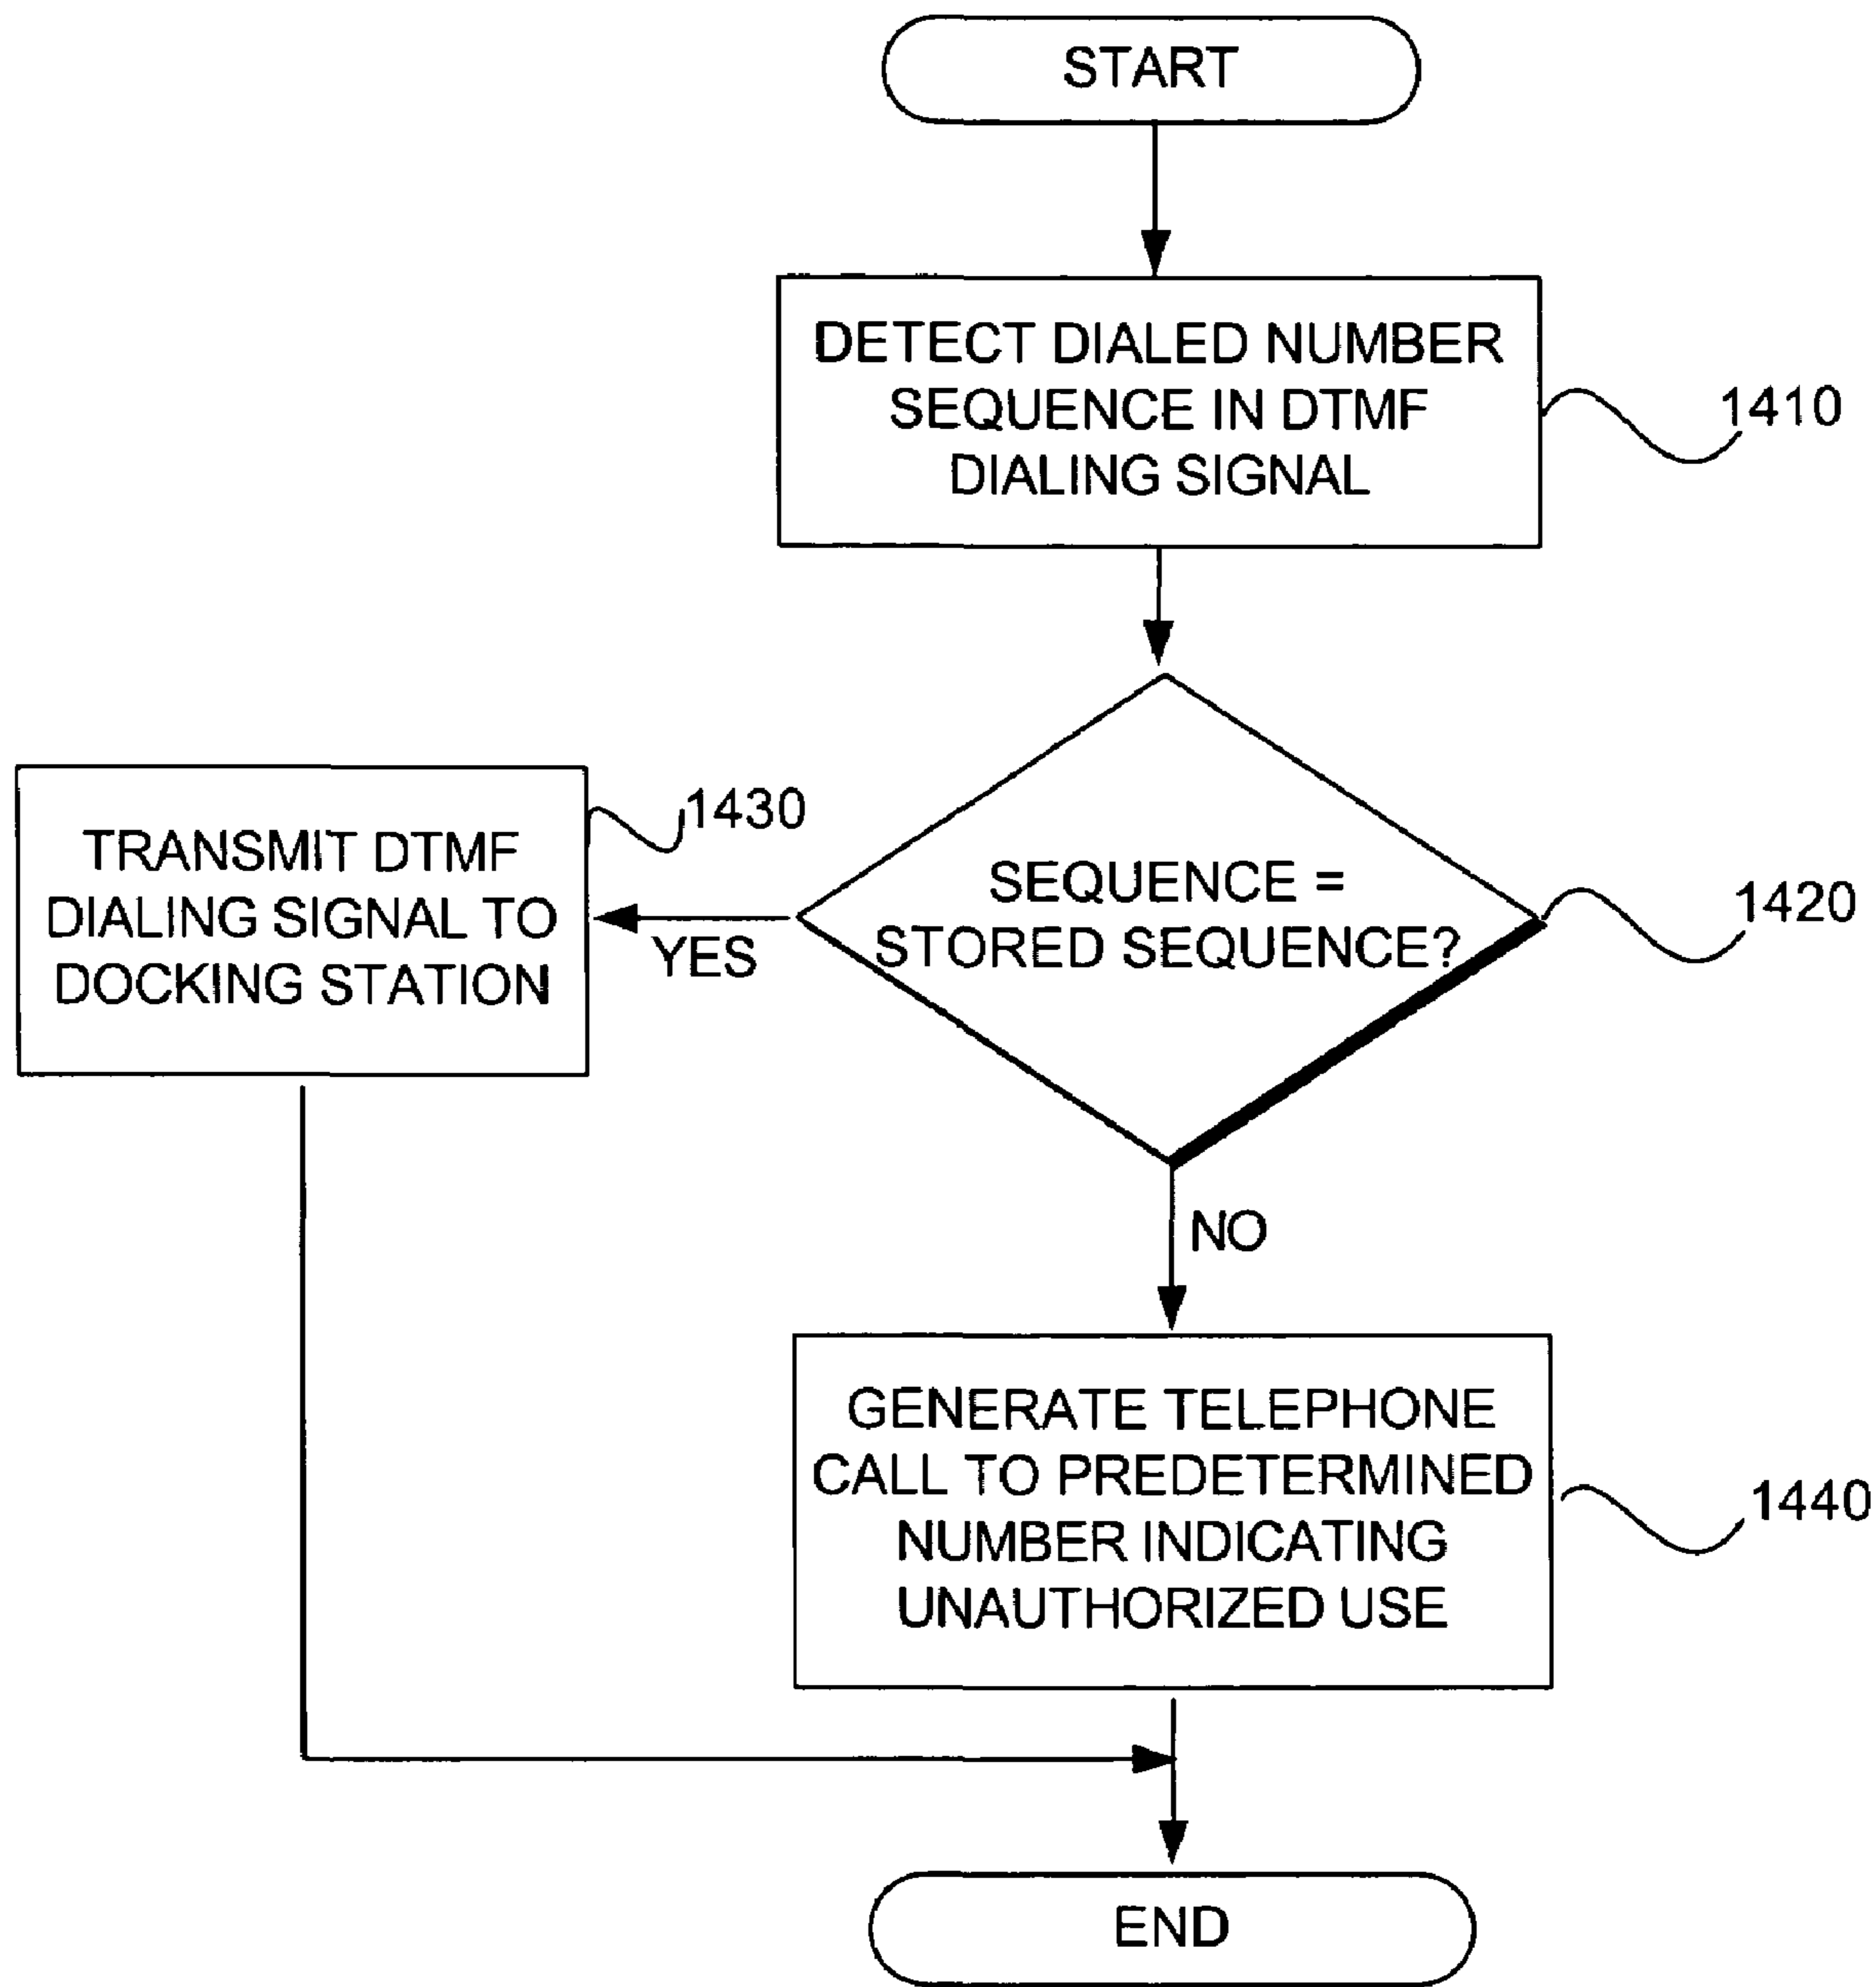 START
DETECT DIALED NUMBER
SEQUENCE IN DTMF
DIALING SIGNAL
1410
SEQUENCE =
STORED SEQUENCE?
1420
YES
TRANSMIT DTMF
DIALING SIGNAL TO
DOCKING STATION
1430
NO
GENERATE TELEPHONE
CALL TO PREDETERMINED
NUMBER INDICATING
UNAUTHORIZED USE
1440
END